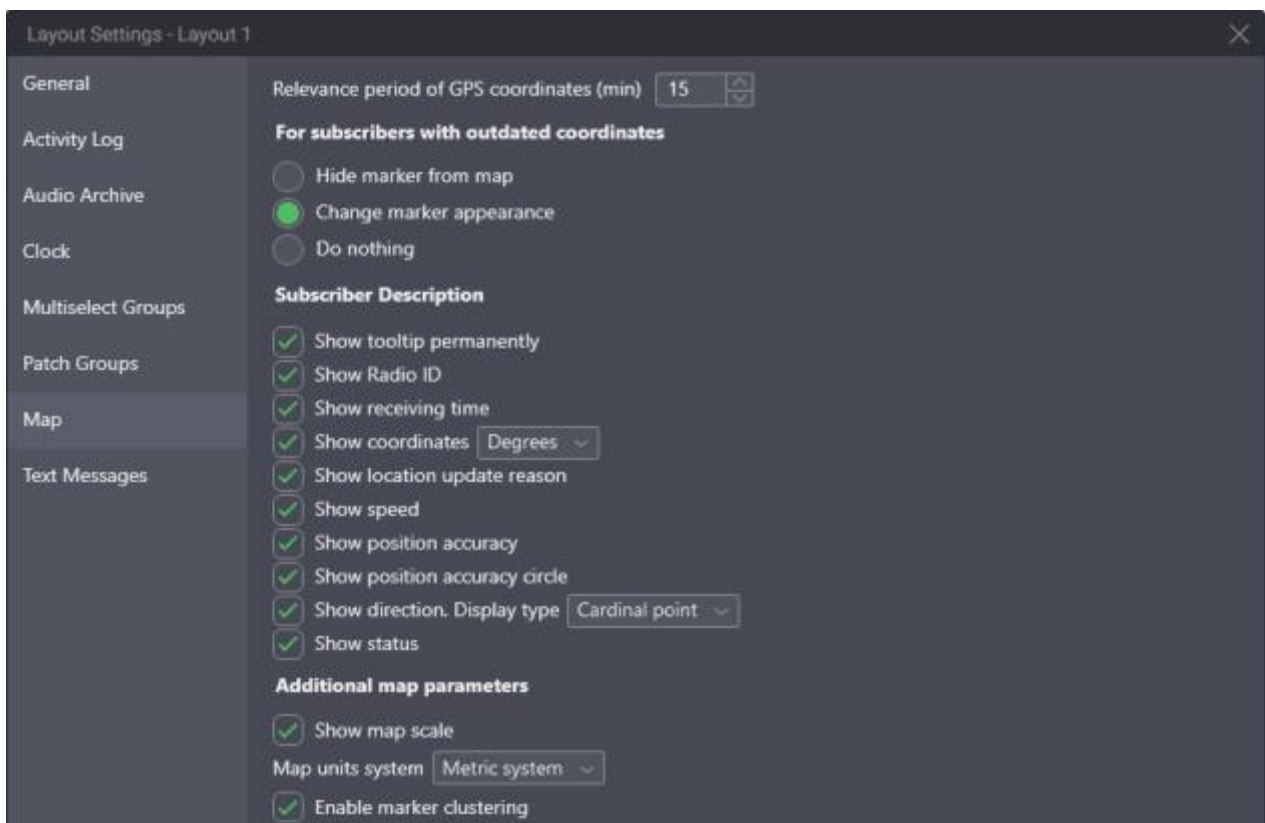 Layout Settings - Layout 1
General
Activity Log
Audio Archive
Clock
Multiselect Groups
Patch Groups
Map
Text Messages
Relevance period of GPS coordinates (min) 15
For subscribers with outdated coordinates
Hide marker from map
Change marker appearance
Do nothing
Subscriber Description
Show tooltip permanently
Show Radio ID
Show receiving time
Show coordinates Degrees
Show location update reason
Show speed
Show position accuracy
Show position accuracy circle
Show direction. Display type Cardinal point
Show status
Additional map parameters
Show map scale
Map units system Metric system
Enable marker clustering